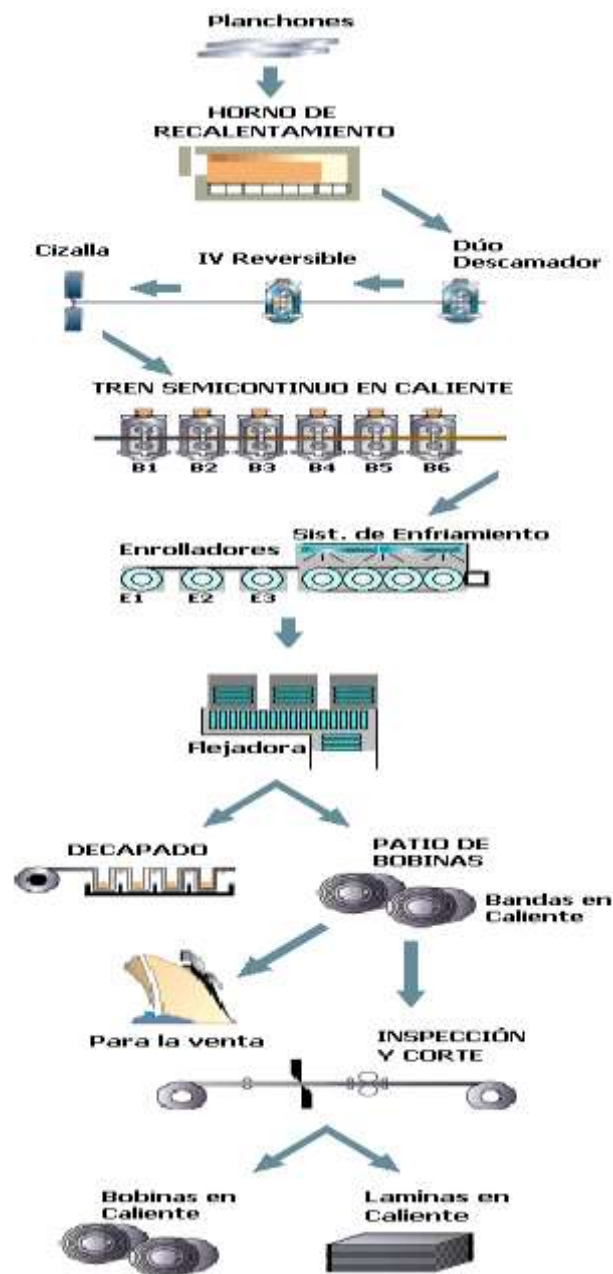 Planchones
HORNO DE
RECALENTAMIENTO
Cizalla
IV Reversible
Dúo
Descamador
TREN SEMICONTINUO EN CALIENTE
B1 B2 B3 B4 B5 B6
Sist. de Enfriamiento
Enrolladores
E1 E2 E3
Flejadora
DECAPADO
PATIO DE
BOBINAS
Bandas en
Caliente
Para la venta
INSPECCIÓN
Y CORTE
Bobinas en
Caliente
Laminas en
Caliente